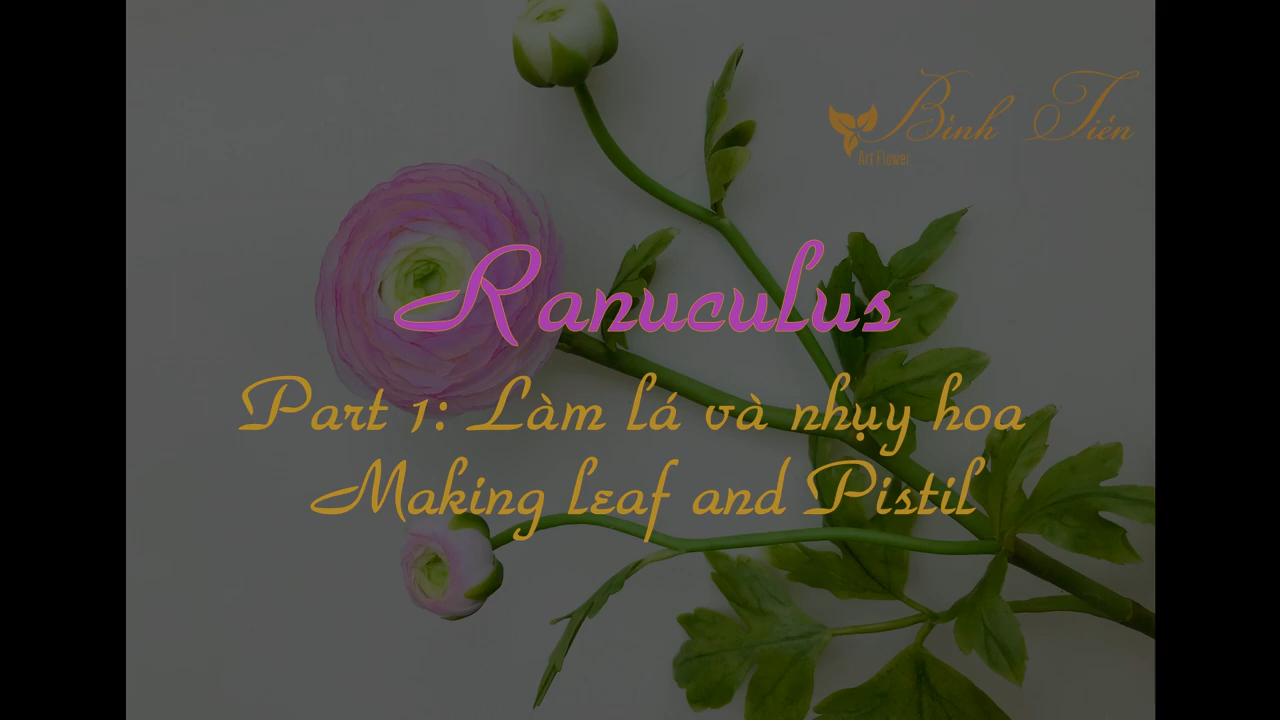 Bình Tiên
Art Flower
Ranuculus
Part 1: Làm lá và nhụy hoa
Making leaf and Pistil